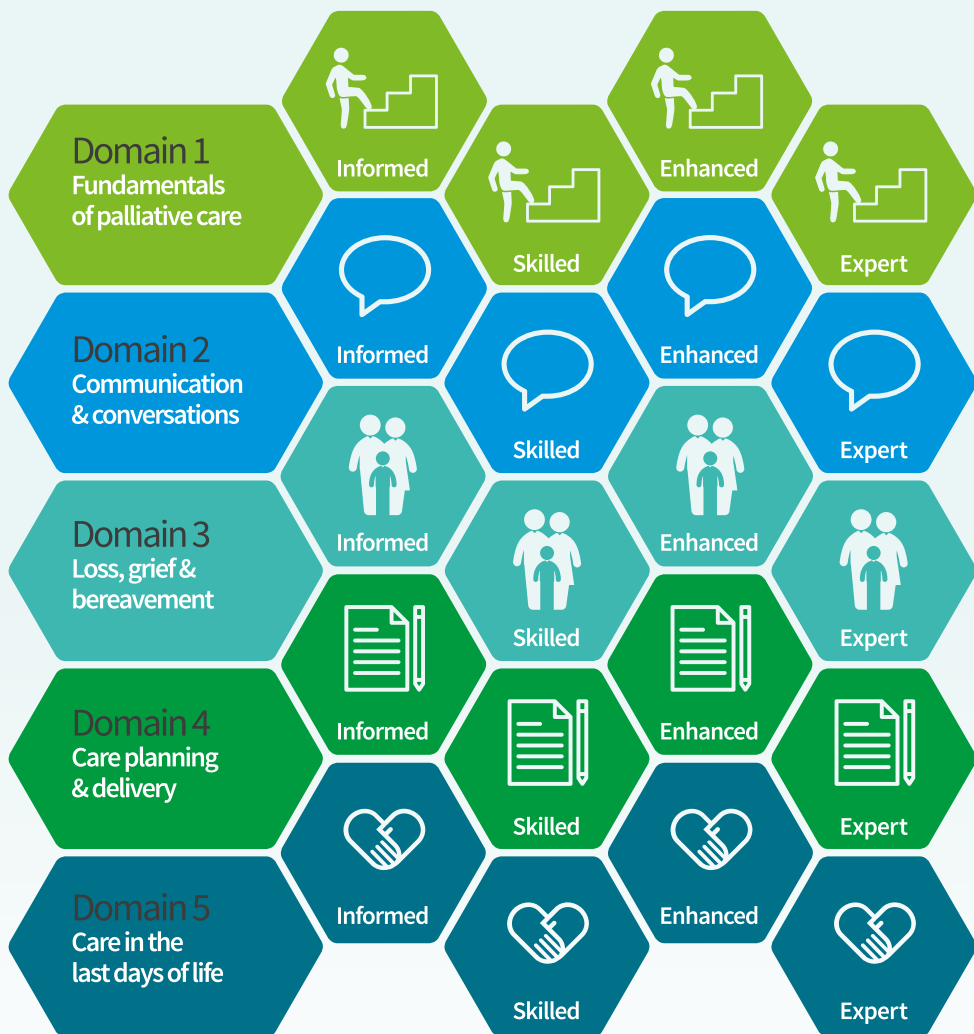 Domain 1
Fundamentals
of palliative care
Informed
Skilled
Enhanced
Expert
Domain 2
Communication
& conversations
Informed
Skilled
Enhanced
Expert
Domain 3
Loss, grief &
bereavement
Informed
Skilled
Enhanced
Expert
Domain 4
Care planning
& delivery
Informed
Skilled
Enhanced
Expert
Domain 5
Care in the
last days of life
Informed
Skilled
Enhanced
Expert